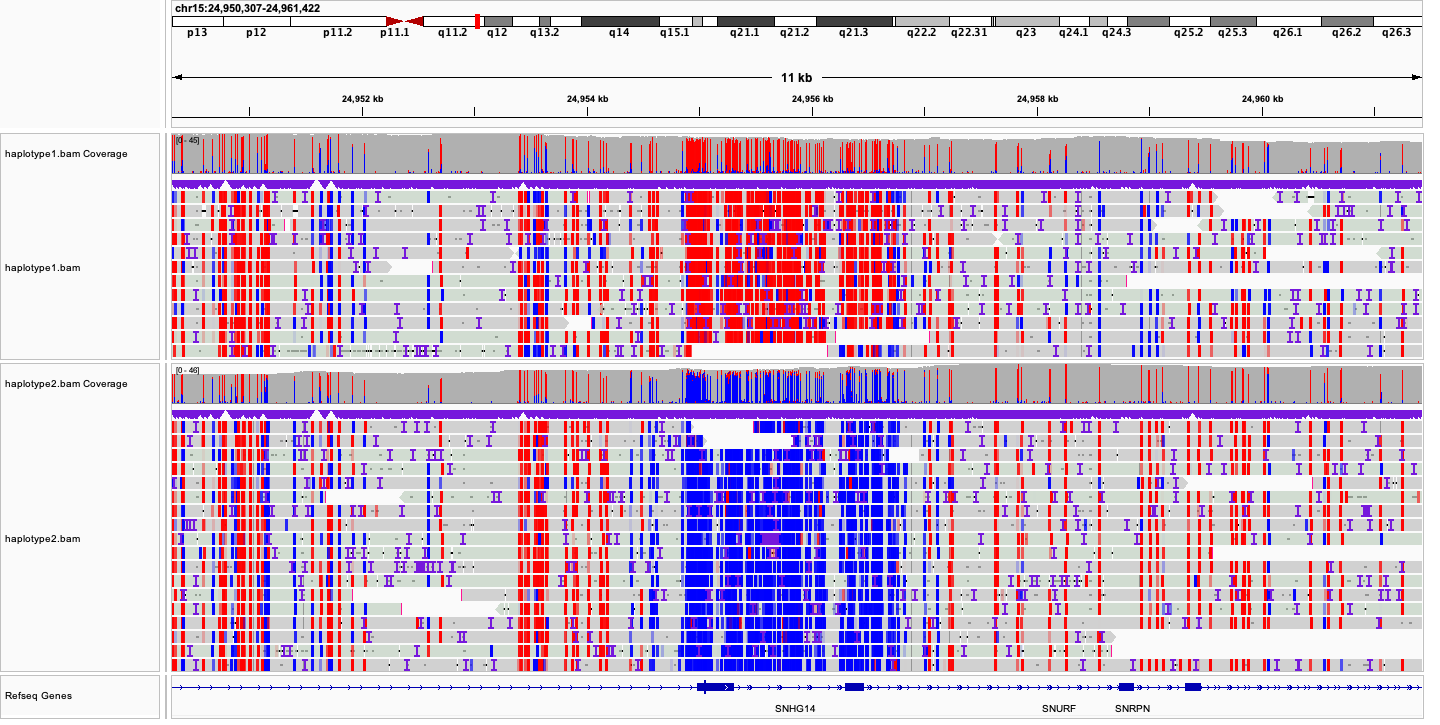 chr15:24,950,307-24,961,422
p13 p12 p11.2 p11.1 q11.2 q12 q13.2 q14 q15.1 q21.1 q21.2 q21.3 q22.2 q22.31 q23 q24.1 q24.3 q25.2 q25.3 q26.1 q26.2 q26.3
11 kb
24,952 kb 24,954 kb 24,956 kb 24,958 kb 24,960 kb
haplotype1.bam Coverage
[0 - 45]
haplotype1.bam
haplotype2.bam Coverage
[0 - 46]
haplotype2.bam
Refseq Genes
SNHG14 SNURF SNRPN